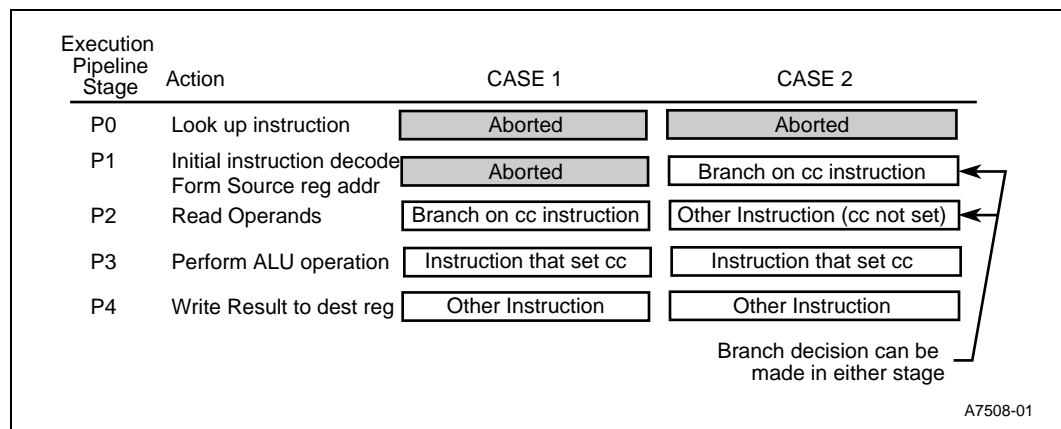 Execution
Pipeline
Stage Action CASE 1 CASE 2
P0 Look up instruction Aborted Aborted
P1 Initial instruction decode
Form Source reg addr Aborted Branch on cc instruction
P2 Read Operands Branch on cc instruction Other Instruction (cc not set)
P3 Perform ALU operation Instruction that set cc Instruction that set cc
P4 Write Result to dest reg Other Instruction Other Instruction
Branch decision can be
made in either stage
A7508-01